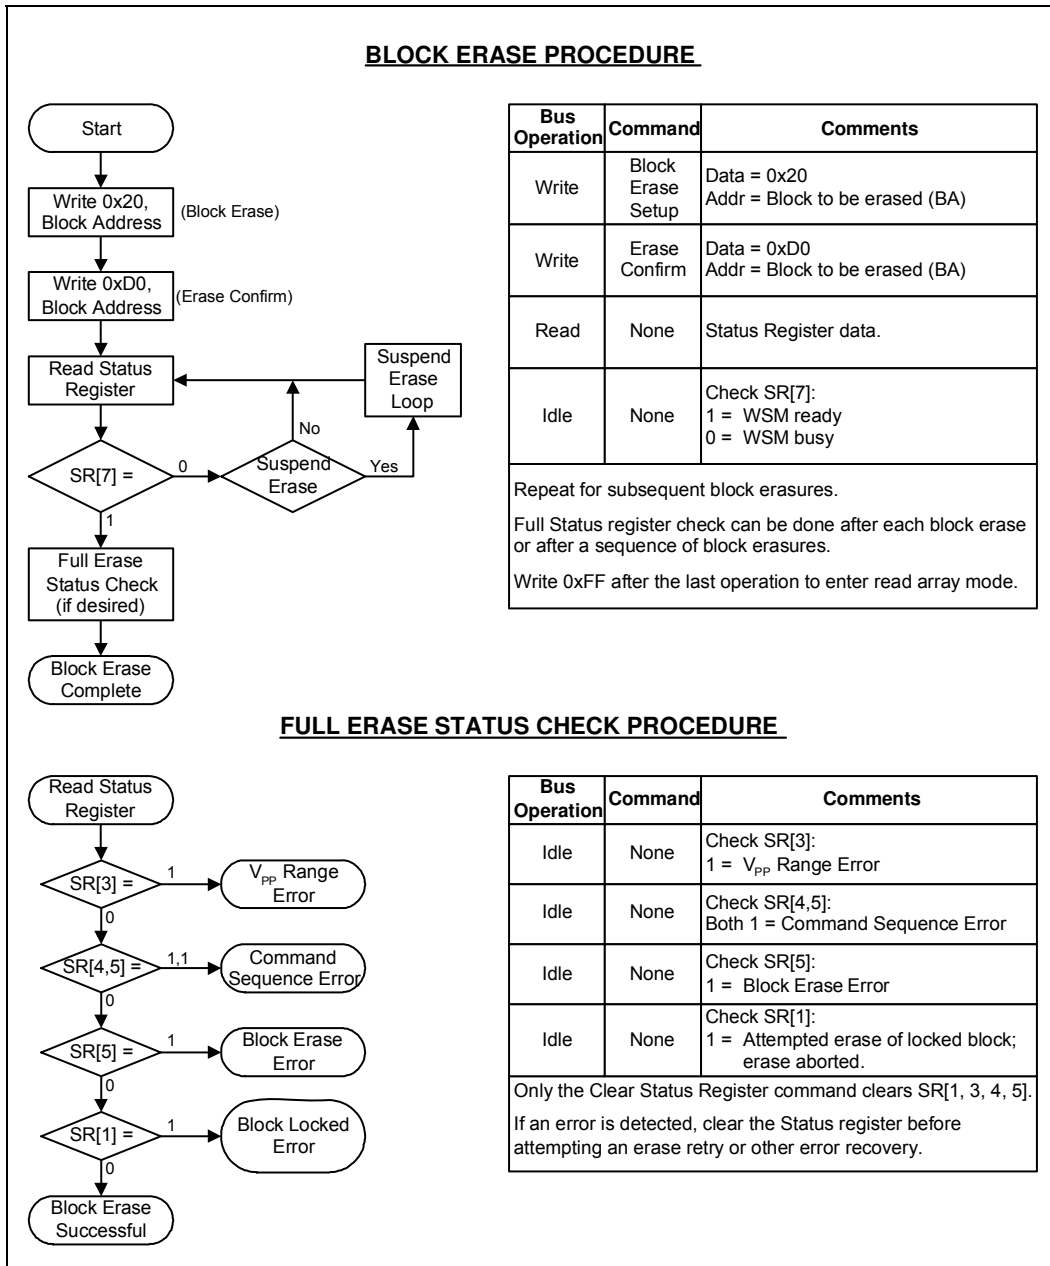 BLOCK ERASE PROCEDURE
Start
Write 0x20,
Block Address
(Block Erase)
Write 0xD0,
Block Address
(Erase Confirm)
Read Status
Register
Suspend
Erase
Loop
No
SR[7] =
0
Suspend
Erase
Yes
1
Full Erase
Status Check
(if desired)
Block Erase
Complete
Bus
Operation
Command
Comments
Write
Block
Erase
Setup
Data = 0x20
Addr = Block to be erased (BA)
Write
Erase
Confirm
Data = 0xD0
Addr = Block to be erased (BA)
Read
None
Status Register data.
Idle
None
Check SR[7]:
1 = WSM ready
0 = WSM busy
Repeat for subsequent block erasures.
Full Status register check can be done after each block erase
or after a sequence of block erasures.
Write 0xFF after the last operation to enter read array mode.
FULL ERASE STATUS CHECK PROCEDURE
Read Status
Register
SR[3] =
1
VPP Range
Error
0
SR[4,5] =
1,1
Command
Sequence Error
0
SR[5] =
1
Block Erase
Error
0
SR[1] =
1
Block Locked
Error
0
Block Erase
Successful
Bus
Operation
Command
Comments
Idle
None
Check SR[3]:
1 = VPP Range Error
Idle
None
Check SR[4,5]:
Both 1 = Command Sequence Error
Idle
None
Check SR[5]:
1 = Block Erase Error
Idle
None
Check SR[1]:
1 = Attempted erase of locked block;
erase aborted.
Only the Clear Status Register command clears SR[1, 3, 4, 5].
If an error is detected, clear the Status register before
attempting an erase retry or other error recovery.